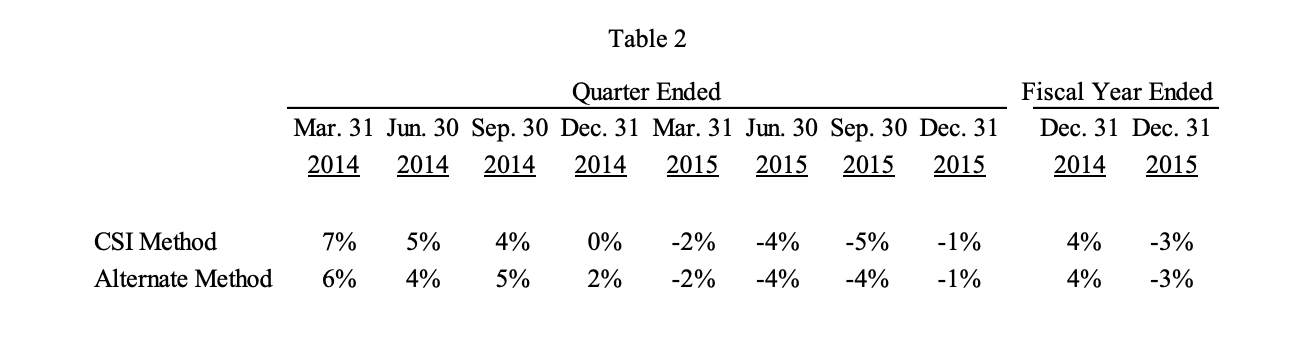 Table 2
Quarter Ended Fiscal Year Ended
Mar. 31 Jun. 30 Sep. 30 Dec. 31 Mar. 31 Jun. 30 Sep. 30 Dec. 31 Dec. 31 Dec. 31
2014 2014 2014 2014 2015 2015 2015 2015 2014 2015
CSI Method 7% 5% 4% 0% -2% -4% -5% -1% 4% -3%
Alternate Method 6% 4% 5% 2% -2% -4% -4% -1% 4% -3%